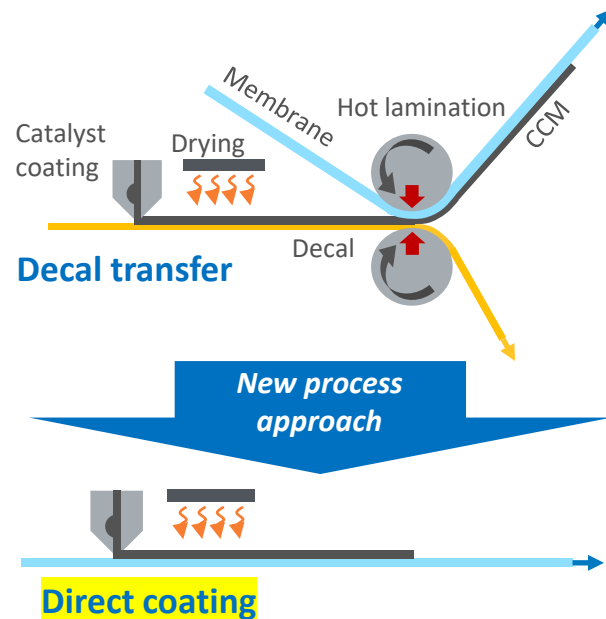 Membrane
Hot lamination
CCM
Catalyst
coating
Drying
Decal
Decal transfer
New process
approach
Direct coating